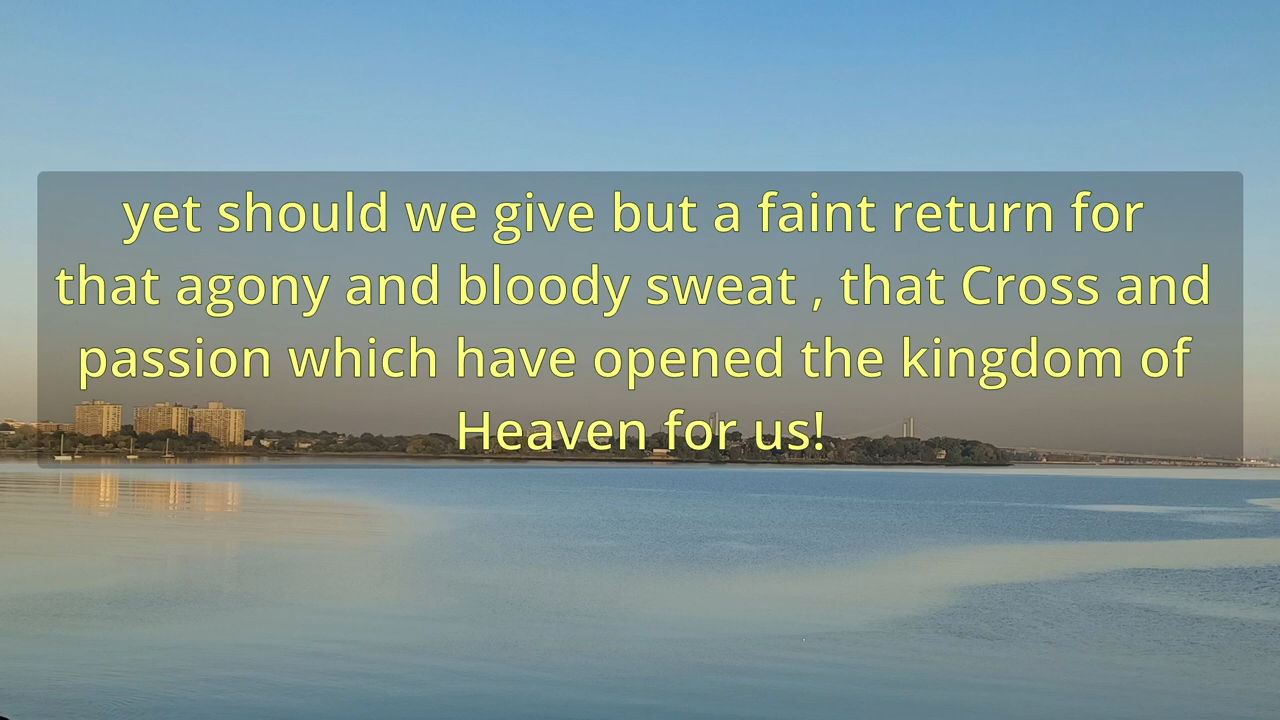 yet should we give but a faint return for
that agony and bloody sweat , that Cross and
passion which have opened the kingdom of
Heaven for us!